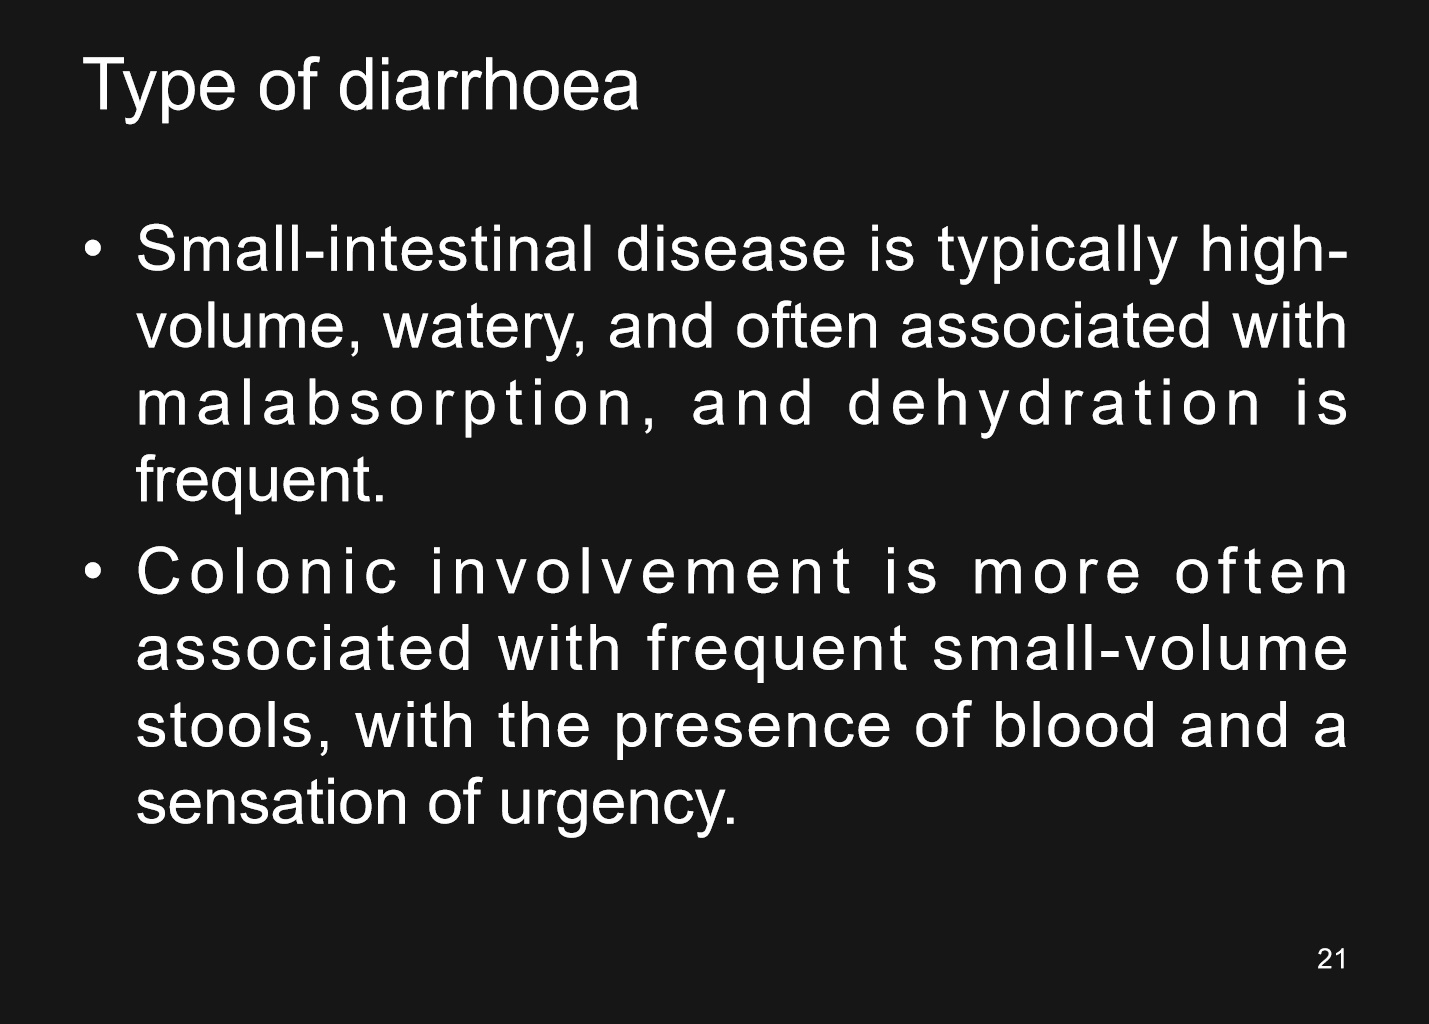 Type of diarrhoea
• Small-intestinal disease is typically high-
volume, watery, and often associated with
malabsorption, and dehydration is
frequent.
• Colonic involvement is more often
associated with frequent small-volume
stools, with the presence of blood and a
sensation of urgency.
21